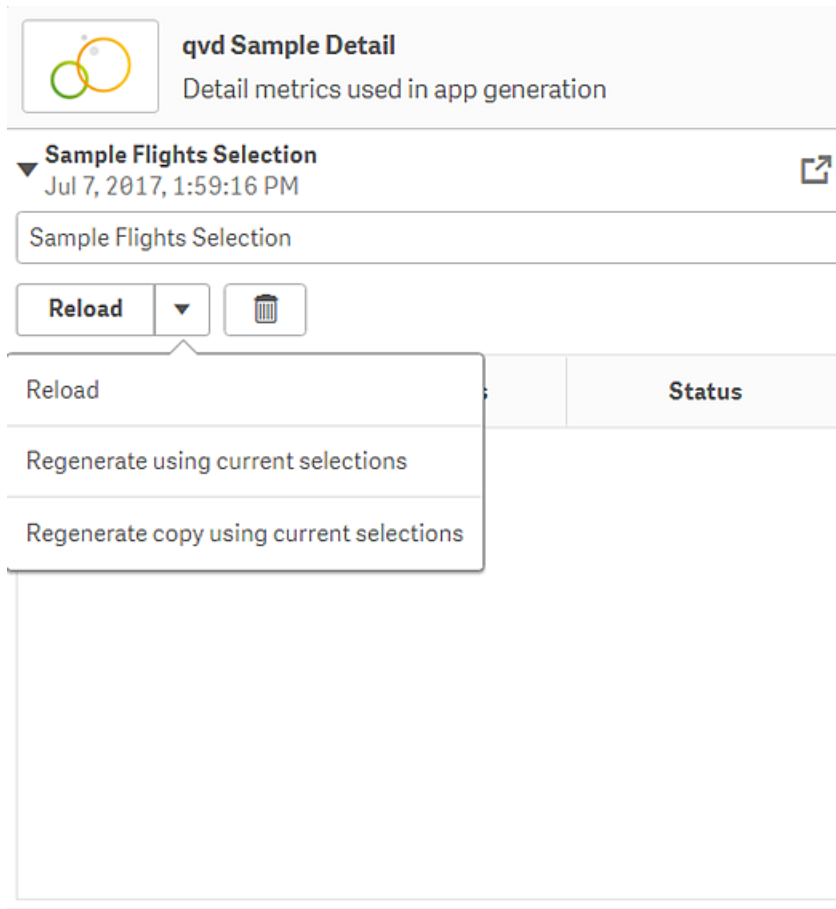 qvd Sample Detail
Detail metrics used in app generation
Sample Flights Selection
Jul 7, 2017, 1:59:16 PM
Sample Flights Selection
Reload
Reload
Status
Regenerate using current selections
Regenerate copy using current selections